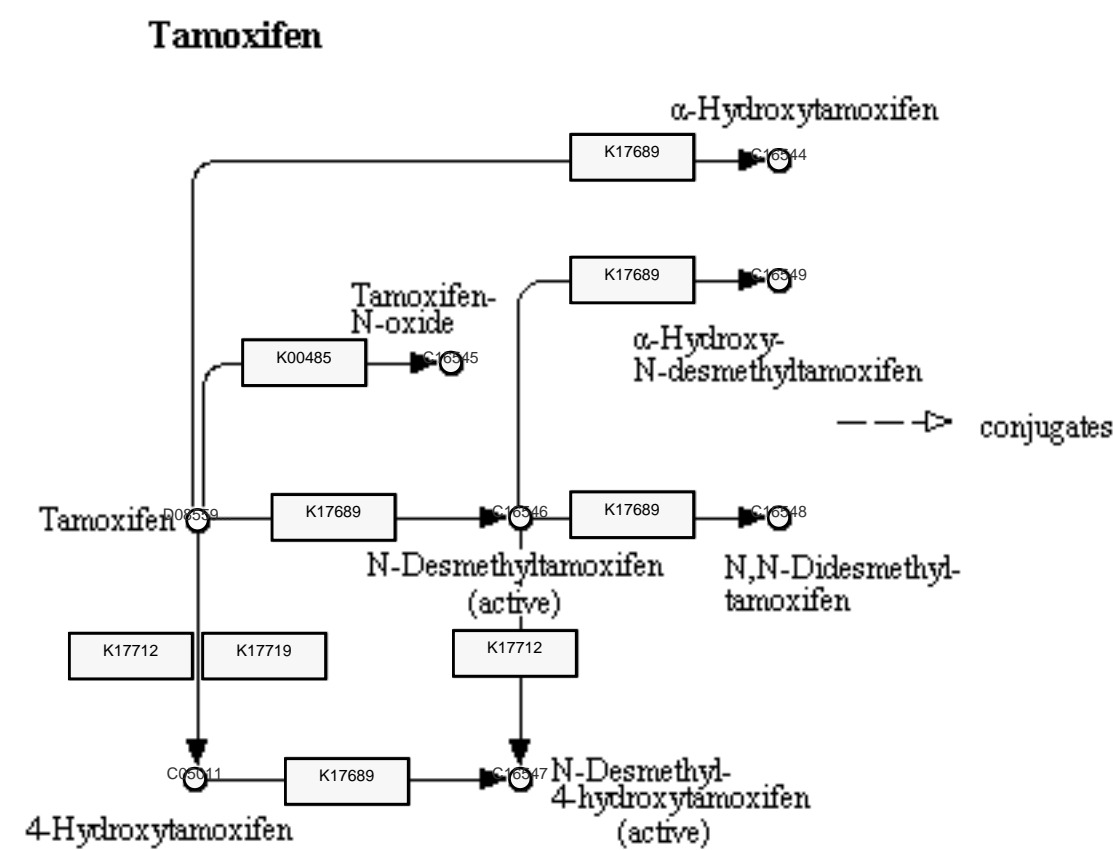 Tamoxifen
α-Hydroxytamoxifen
K17689
C16544
K17689
C16549
Tamoxifen-
N-oxide
K00485
C16545
α-Hydroxy-
N-desmethyltamoxifen
conjugates
Tamoxifen
D08559
K17689
C16546
K17689
C16548
N-Desmethyltamoxifen
(active)
N,N-Didesmethyl-
tamoxifen
K17712
K17719
K17712
C05011
K17689
C16547
N-Desmethyl-
4-hydroxytamoxifen
(active)
4-Hydroxytamoxifen